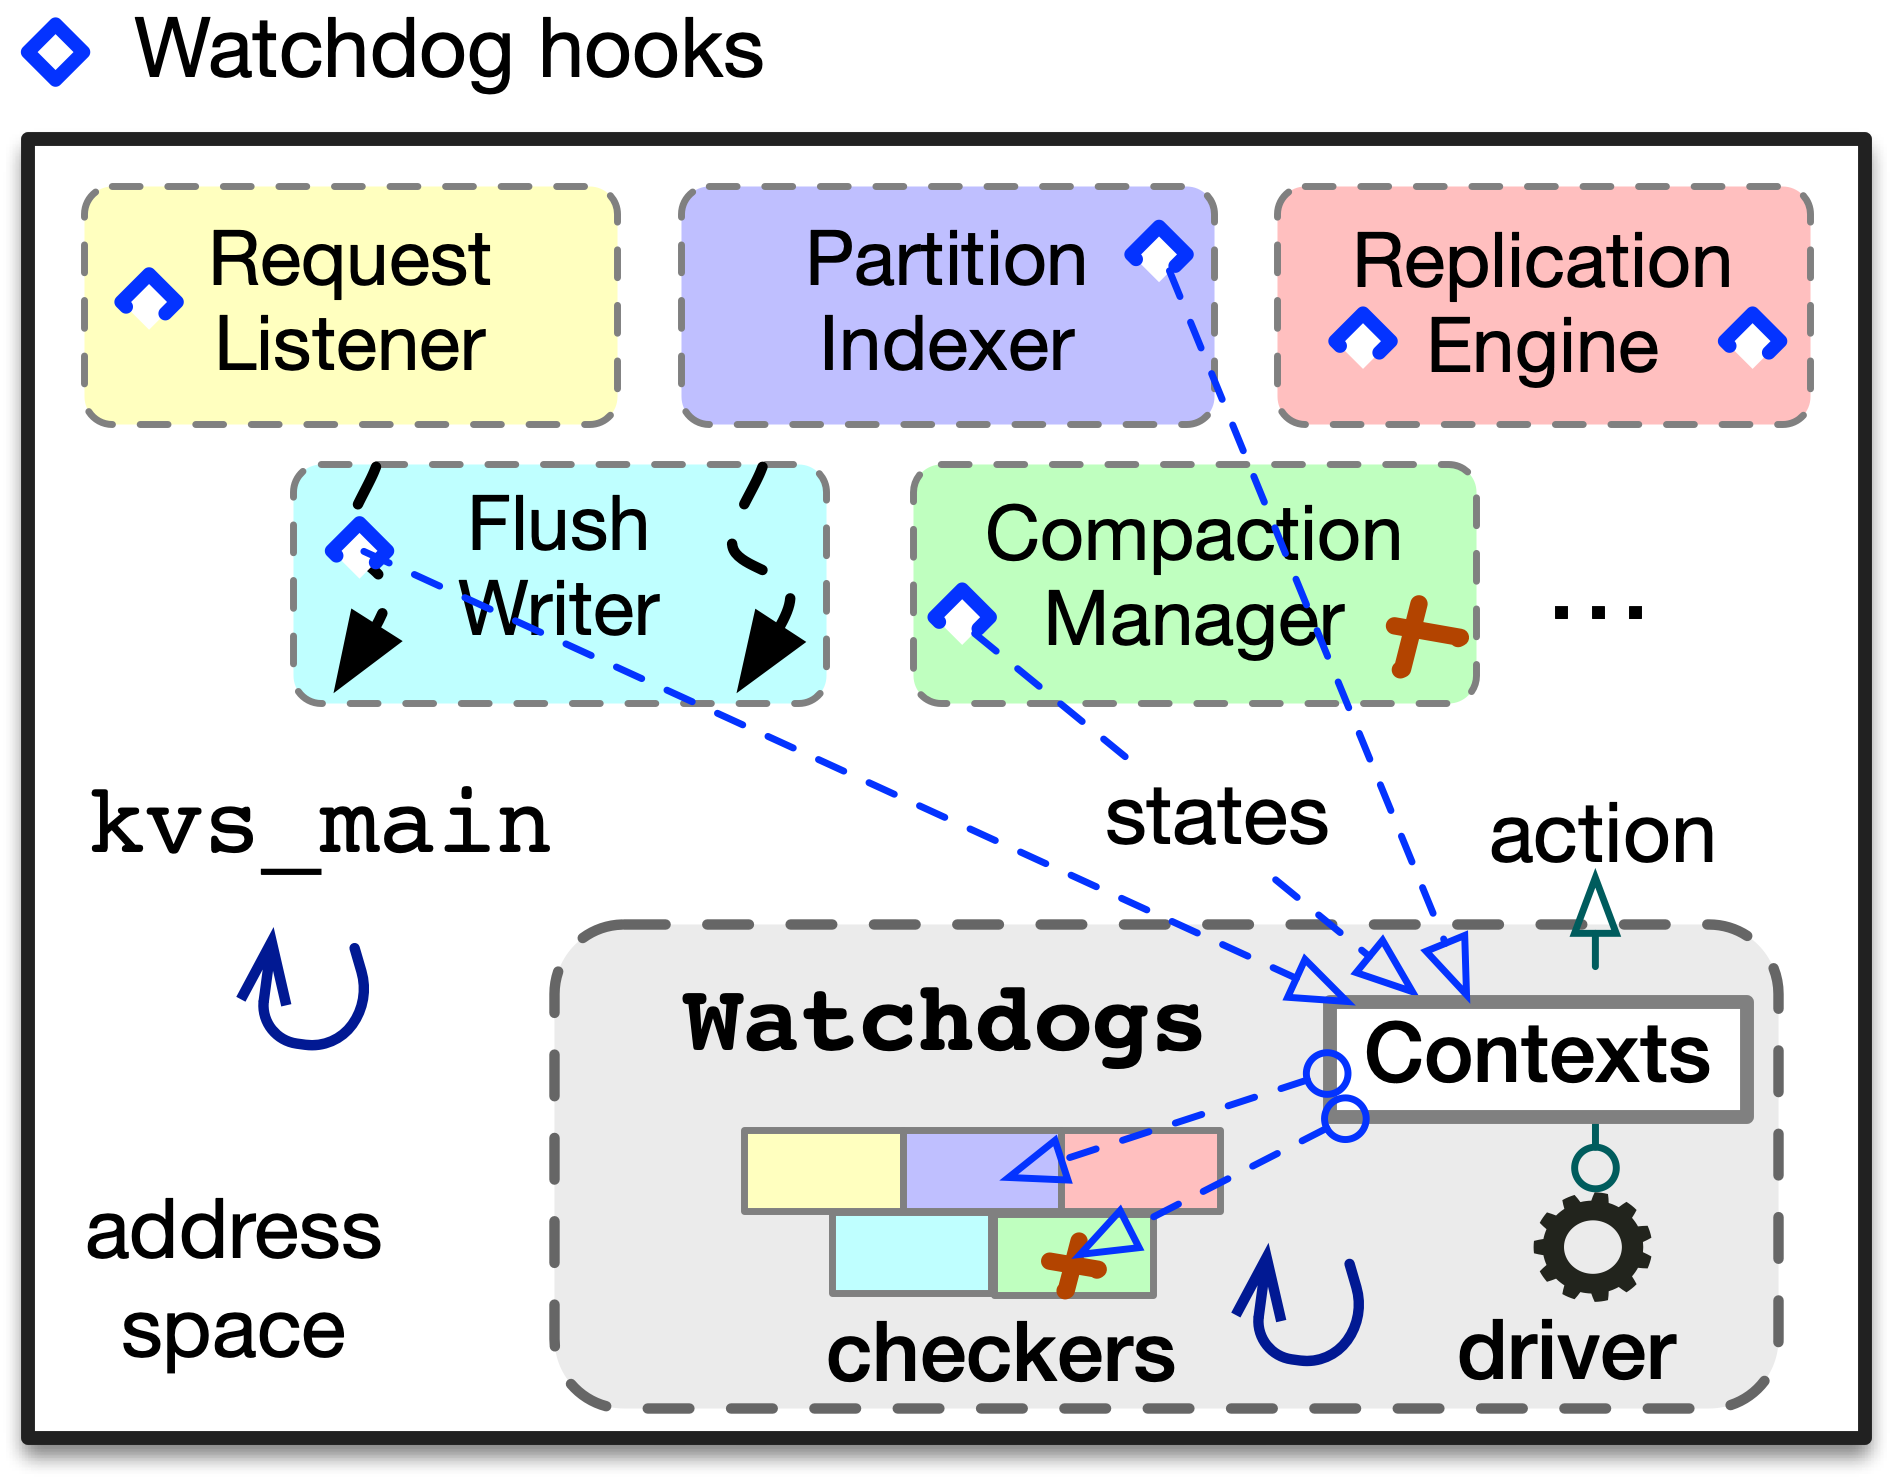 Watchdog hooks
Request
Listener
Partition
Indexer
Replication
Engine
Flush
Writer
Compaction
Manager
...
kvs_main
states
action
Watchdogs
Contexts
address
space
checkers
driver